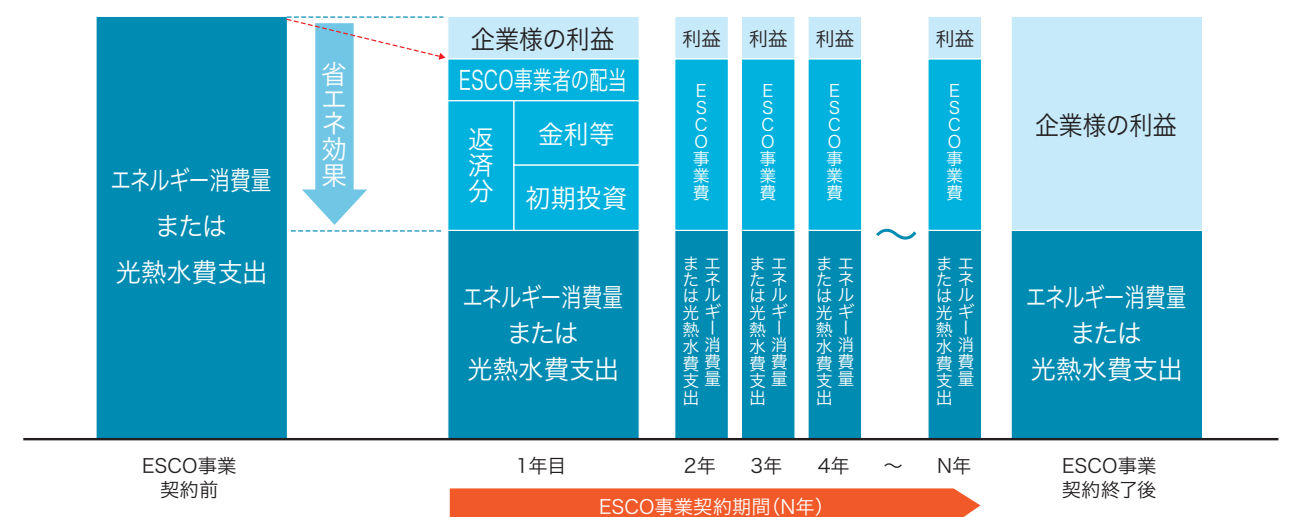 エネルギー消費量
または
光熱水費支出
省エネ効果
企業様の利益
ESCO事業者の配当
返済分
金利等
初期投資
エネルギー消費量
または
光熱水費支出
利益
ESCO事業費
エネルギー消費量
または光熱水費支出
利益
ESCO事業費
エネルギー消費量
または光熱水費支出
利益
ESCO事業費
エネルギー消費量
または光熱水費支出
～
利益
ESCO事業費
エネルギー消費量
または光熱水費支出
企業様の利益
エネルギー消費量
または
光熱水費支出
ESCO事業
契約前
1年目
2年
3年
4年
～
N年
ESCO事業
契約終了後
ESCO事業契約期間(N年)